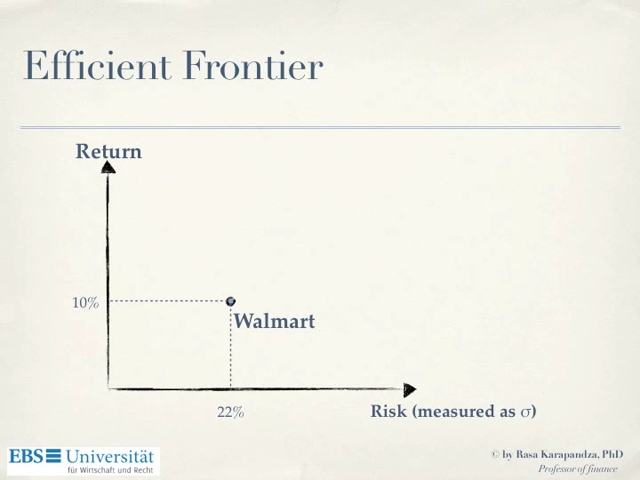 Efficient Frontier
Return
10%
Walmart
22%
Risk (measured as σ)
EBS Universität
für Wirtschaft und Recht
© by Rasa Karapandza, PhD
Professor of finance